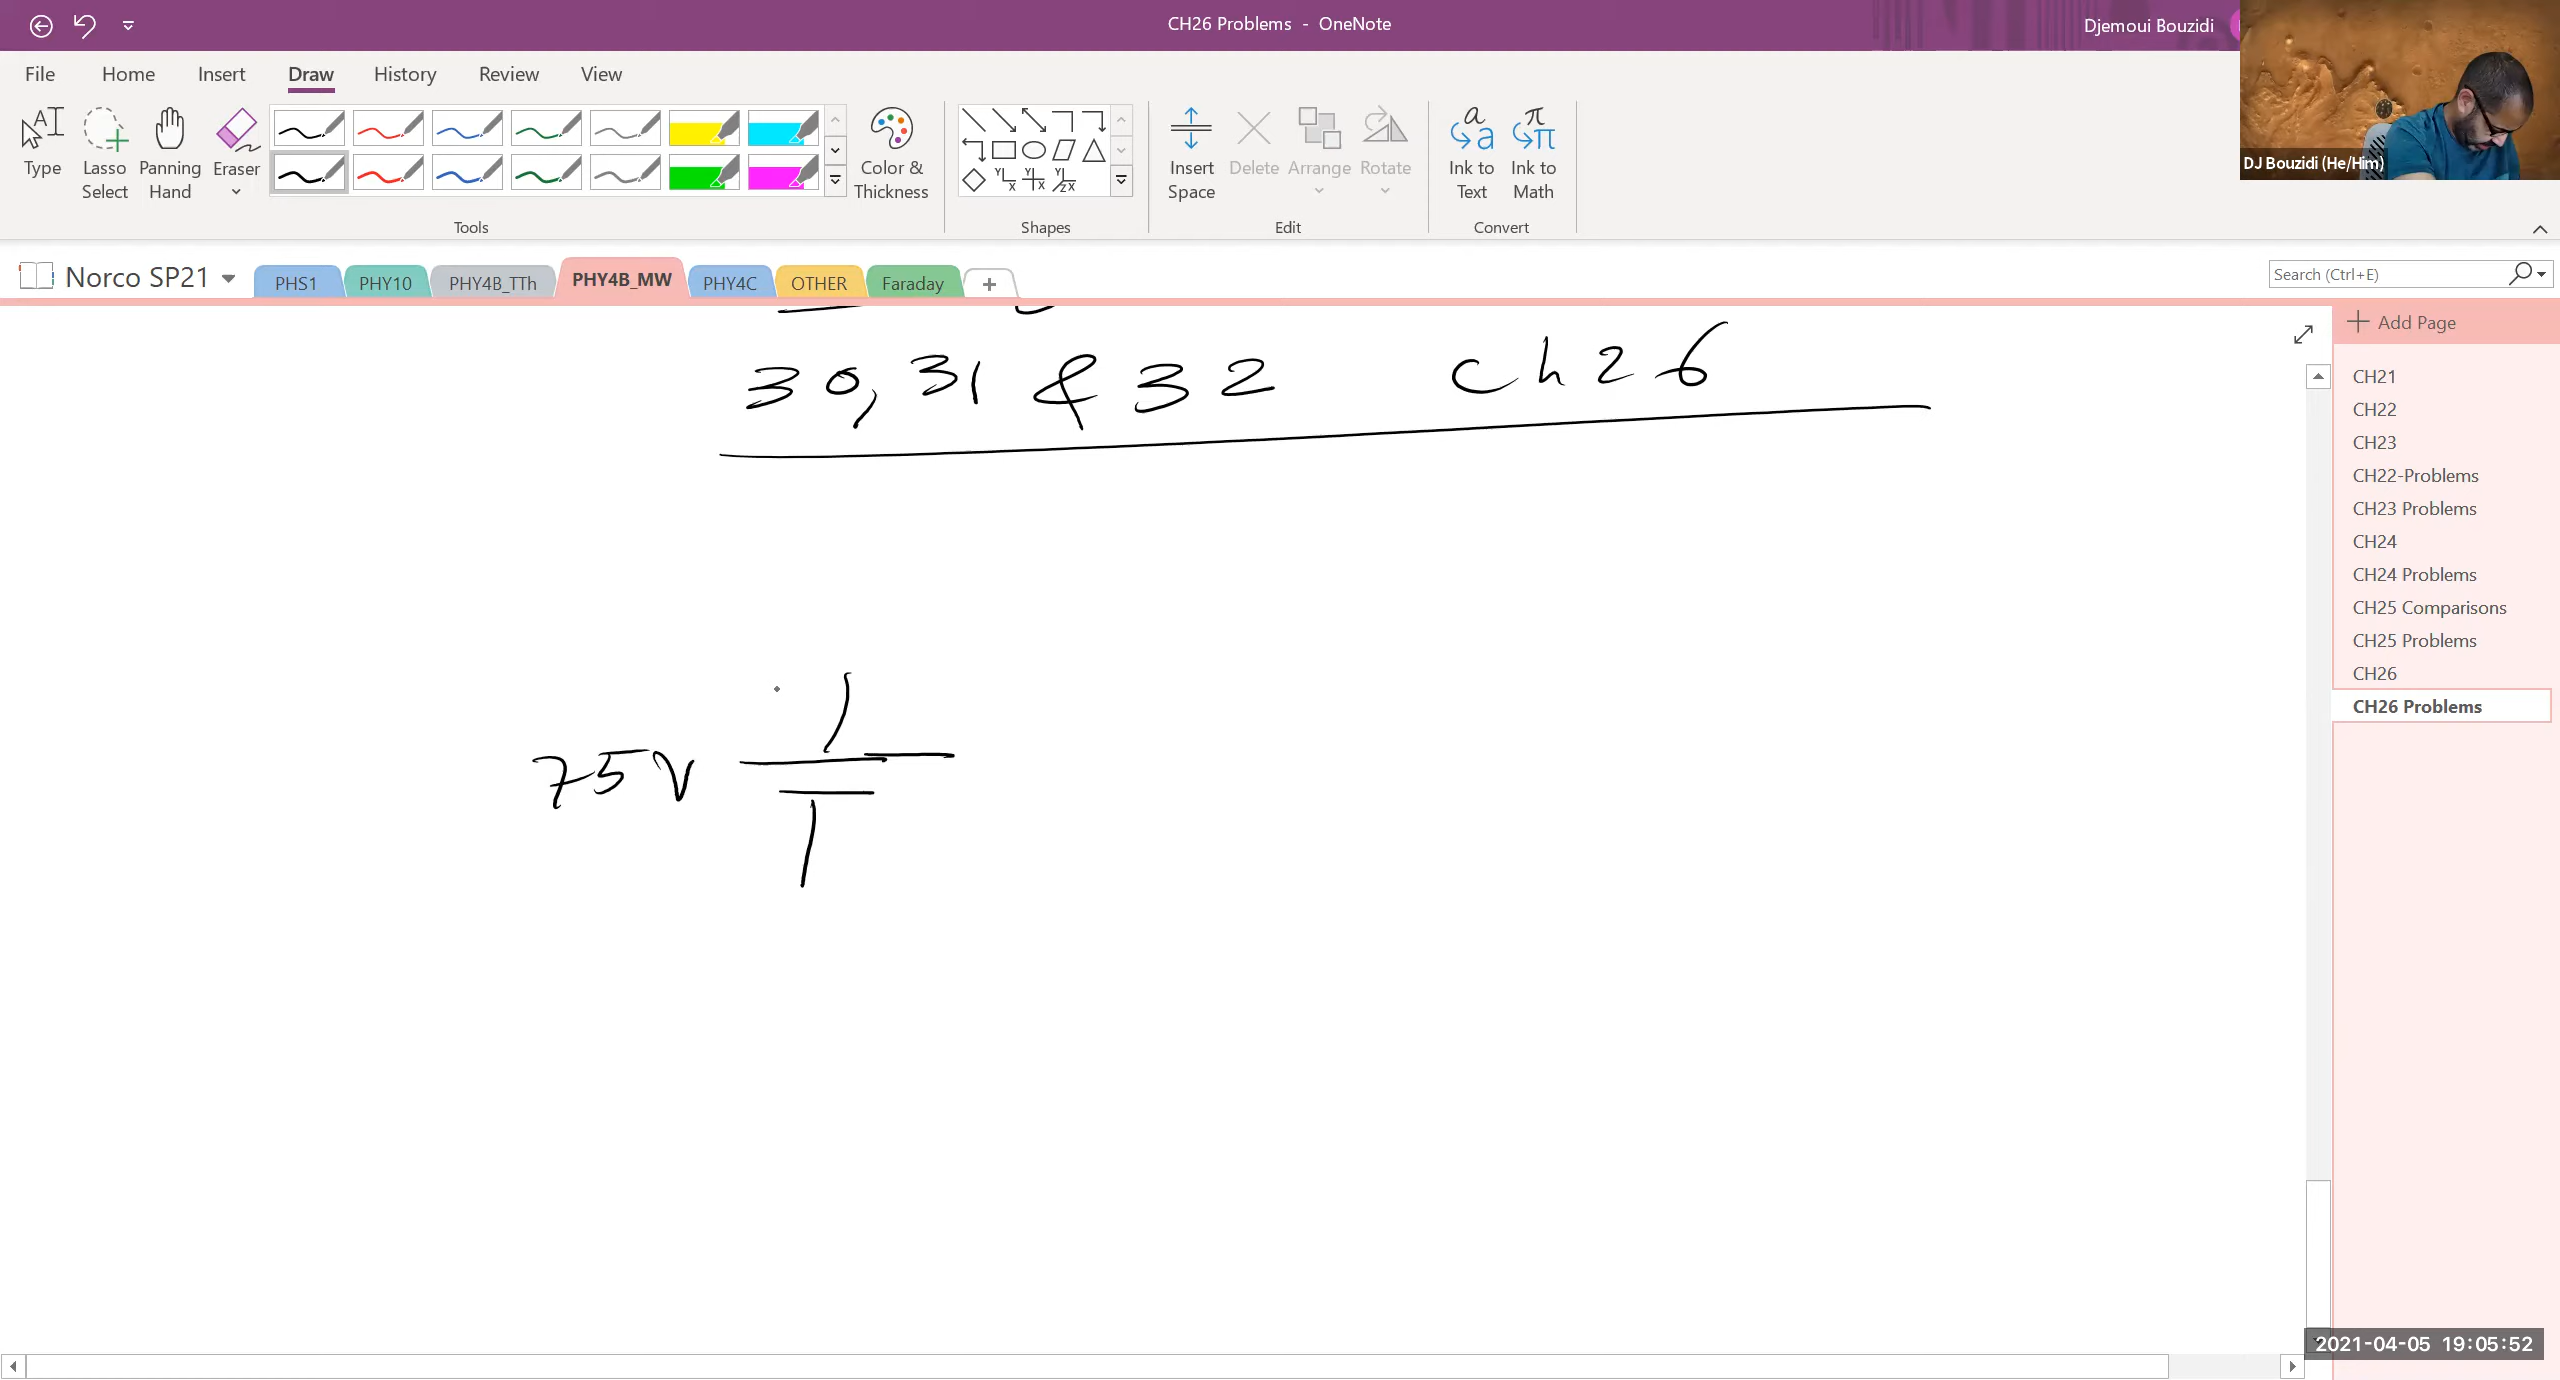 CH26 Problems - OneNote
Djemoui Bouzidi
File Home Insert Draw History Review View
Type
Lasso Select
Panning Hand
Eraser
Color & Thickness
Insert Space
Delete
Arrange
Rotate
Ink to Text
Ink to Math
Tools
Shapes
Edit
Convert
DJ Bouzidi (He/Him)
Norco SP21
PHS1 PHY10 PHY4B_TTh PHY4B_MW PHY4C OTHER Faraday
Search (Ctrl+E)
Add Page
CH21
CH22
CH23
CH22-Problems
CH23 Problems
CH24
CH24 Problems
CH25 Comparisons
CH25 Problems
CH26
CH26 Problems
30, 31 & 32 ch 26
75 V
2021-04-05 19:05:52